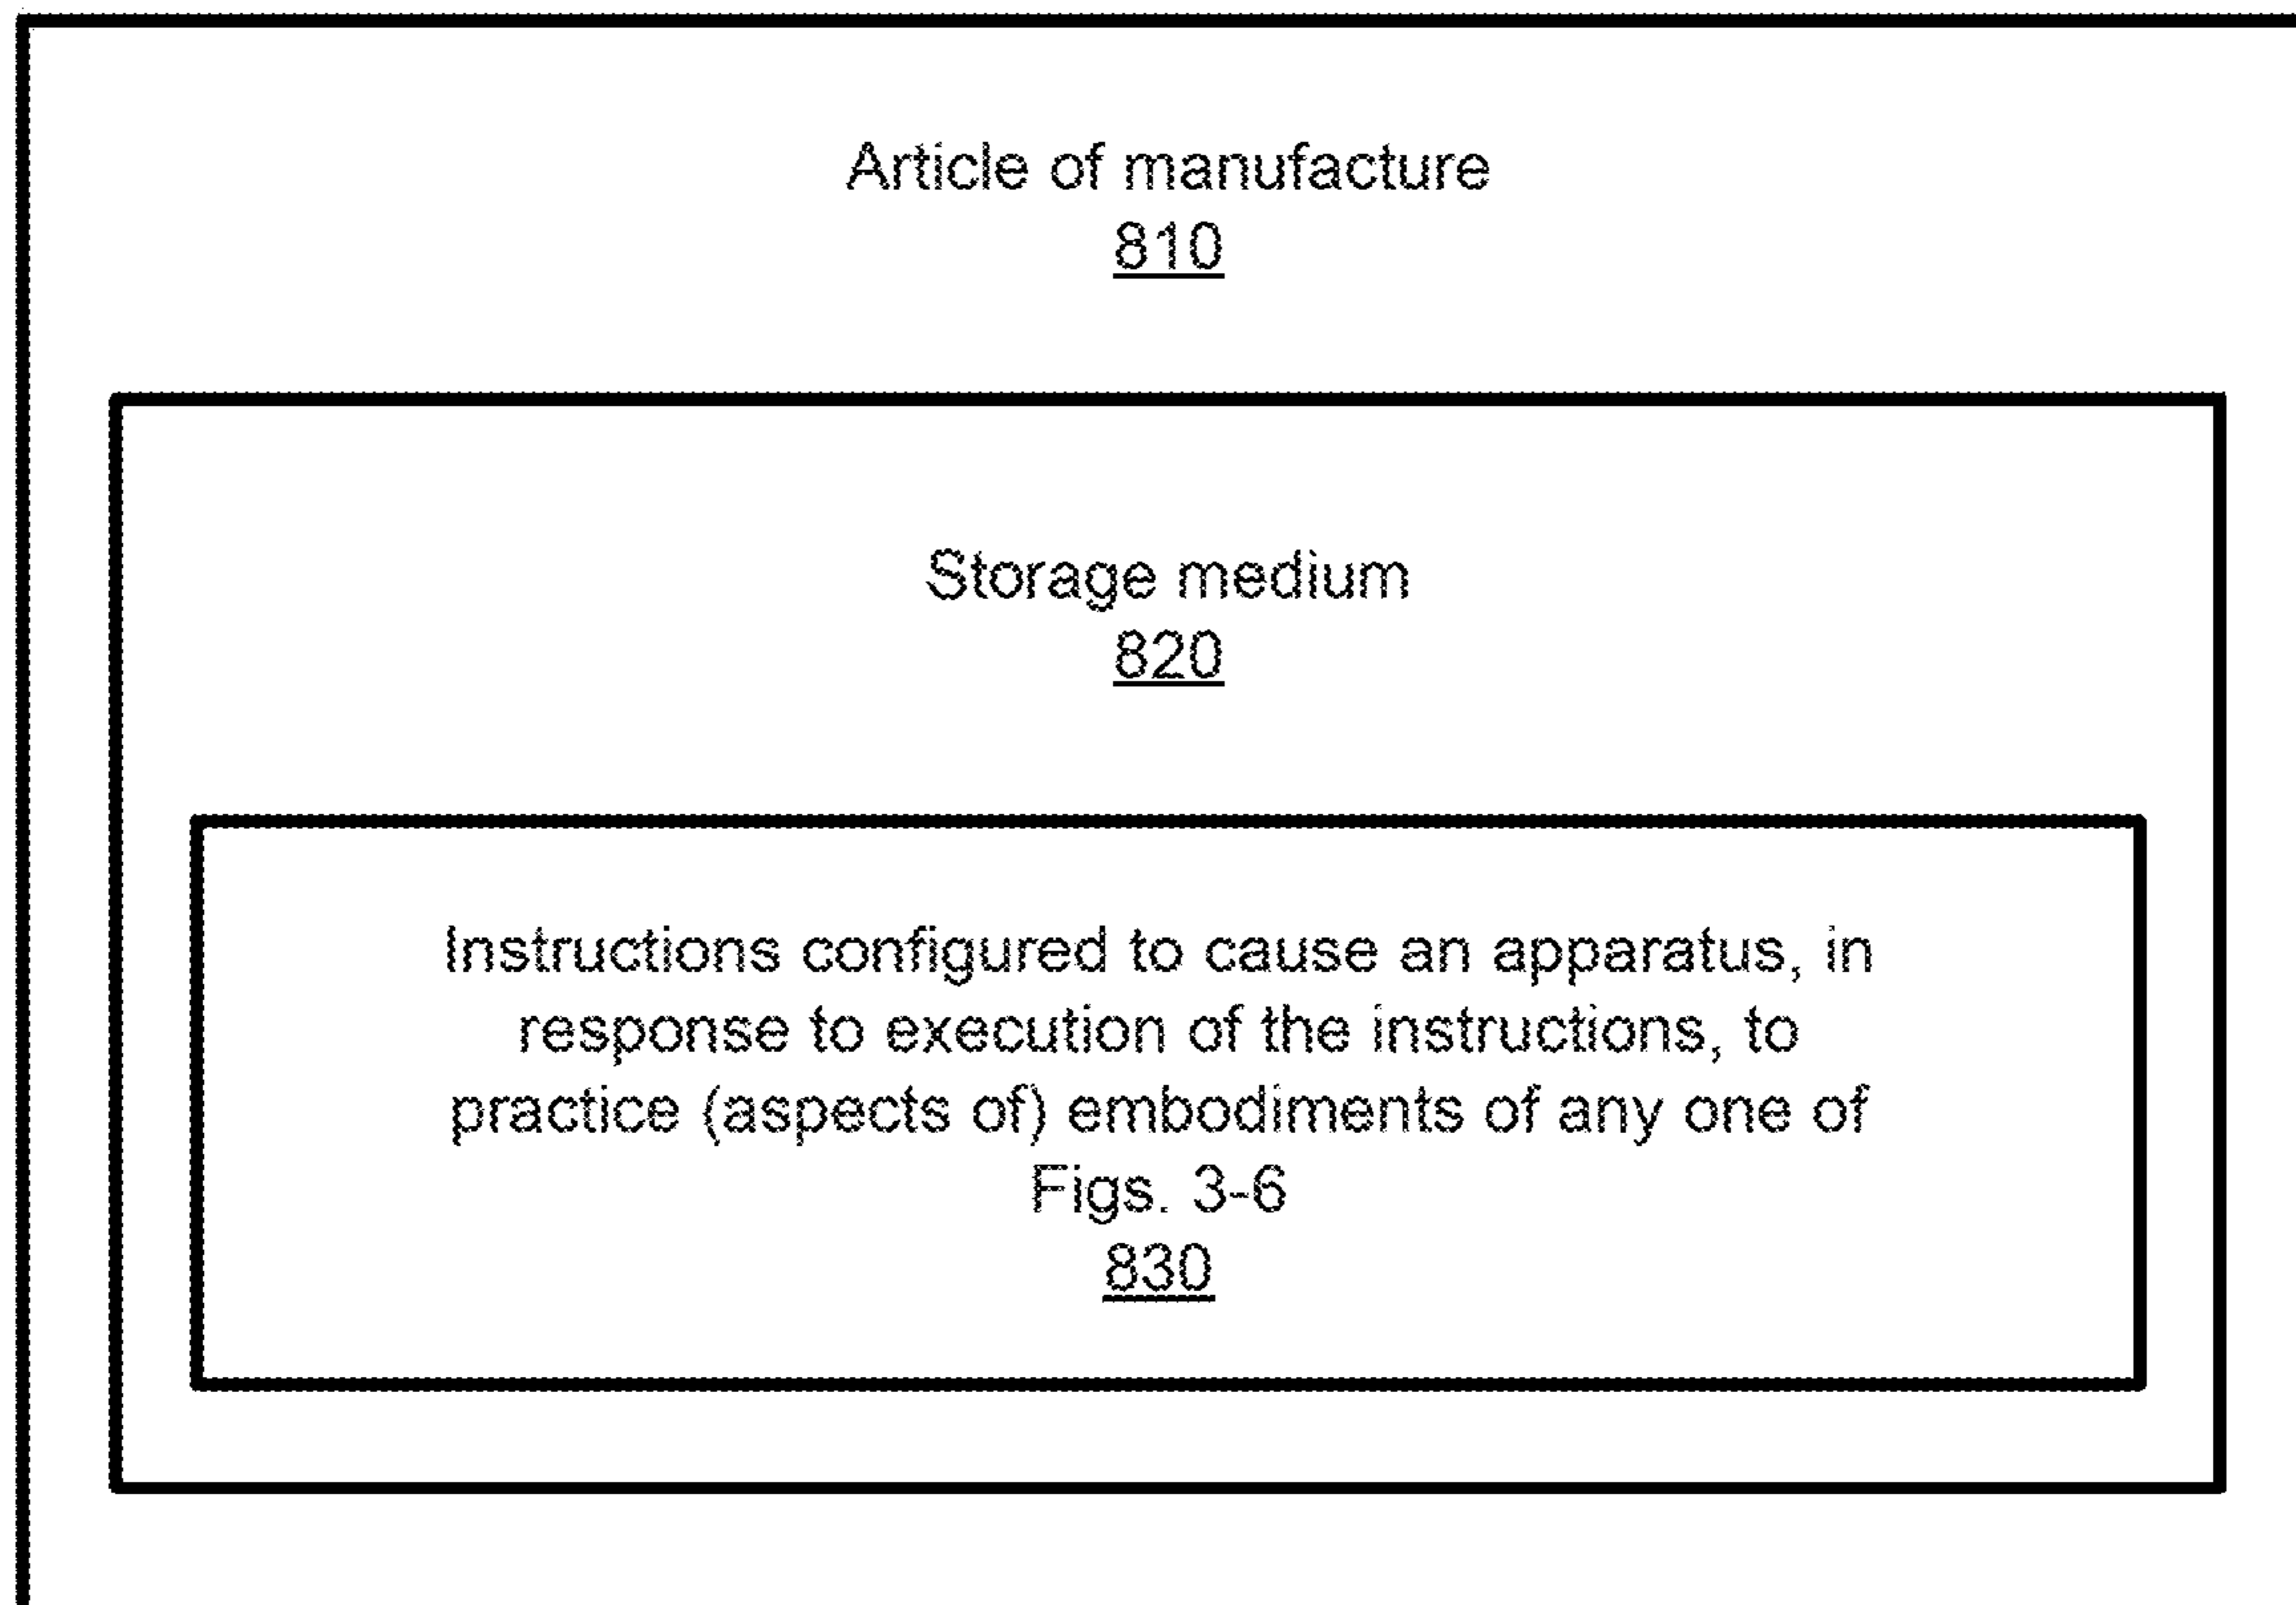 Article of manufacture
810
Storage medium
820
Instructions configured to cause an apparatus, in
response to execution of the instructions, to
practice (aspects of) embodiments of any one of
Figs. 3-6
830